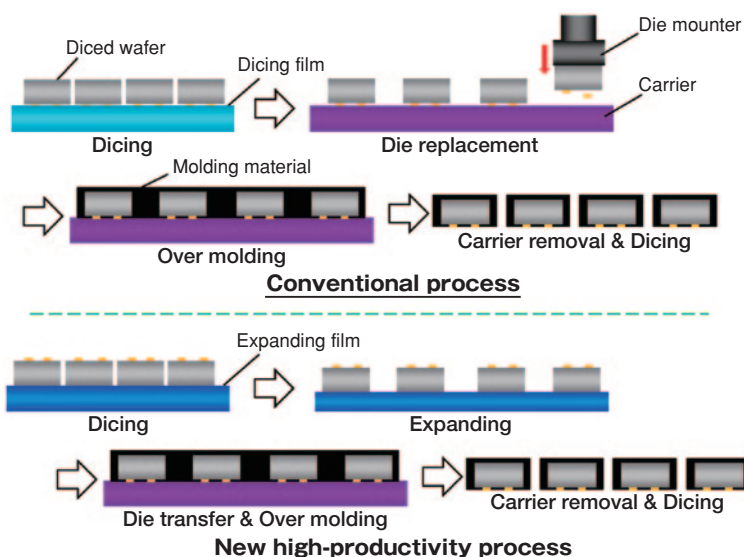 Diced wafer
Dicing film
Die mounter
Carrier
Dicing
Die replacement
Molding material
Over molding
Carrier removal & Dicing
Conventional process
Expanding film
Dicing
Expanding
Die transfer & Over molding
Carrier removal & Dicing
New high-productivity process